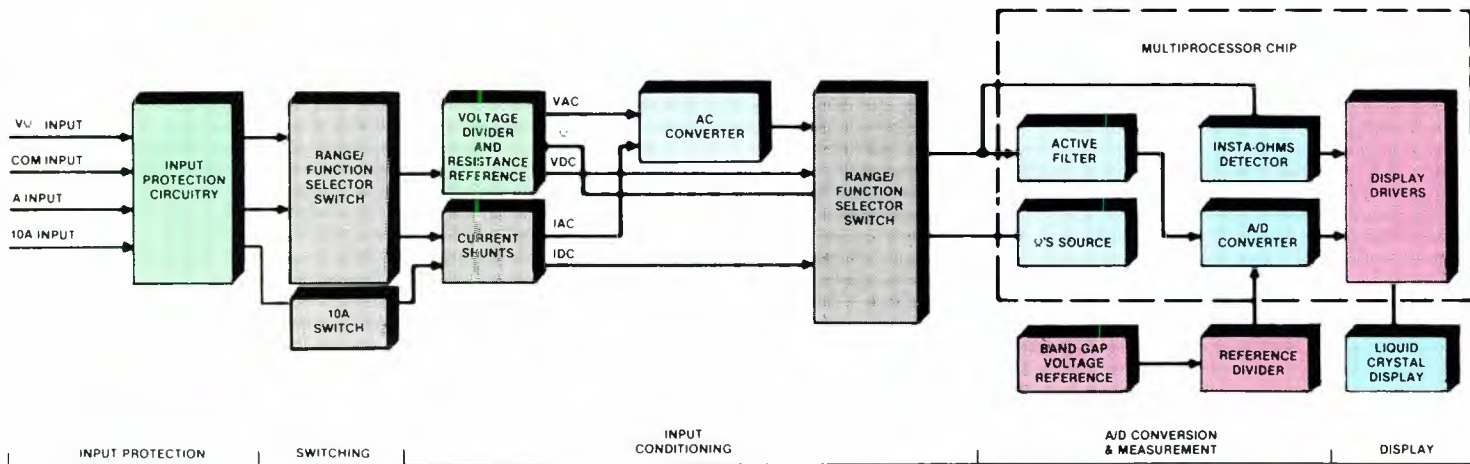 MULTIPROCESSOR CHIP
VΩ INPUT
COM INPUT
A INPUT
10A INPUT
INPUT
PROTECTION
CIRCUITRY
RANGE/
FUNCTION
SELECTOR
SWITCH
10A
SWITCH
VOLTAGE
DIVIDER
AND
RESISTANCE
REFERENCE
CURRENT
SHUNTS
VAC
Ω
VDC
IAC
IDC
AC
CONVERTER
RANGE/
FUNCTION
SELECTOR
SWITCH
ACTIVE
FILTER
Ω'S SOURCE
INSTA-OHMS
DETECTOR
A/D
CONVERTER
DISPLAY
DRIVERS
BAND GAP
VOLTAGE
REFERENCE
REFERENCE
DIVIDER
LIQUID
CRYSTAL
DISPLAY
INPUT PROTECTION
SWITCHING
INPUT
CONDITIONING
A/D CONVERSION
& MEASUREMENT
DISPLAY